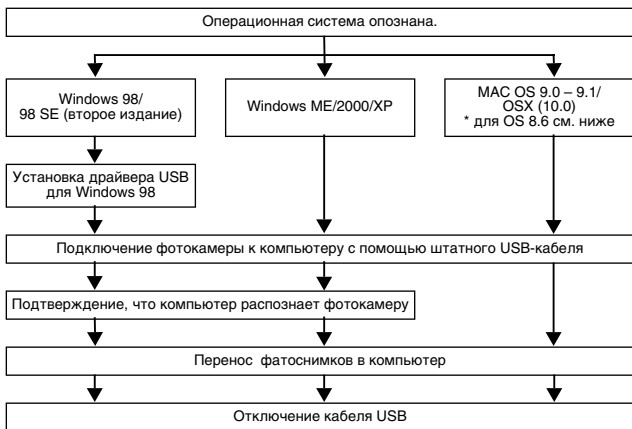 Операционная система опознана.
Windows 98/
98 SE (второе издание)
Windows ME/2000/XP
MAC OS 9.0 – 9.1/
OSX (10.0)
* для OS 8.6 см. ниже
Установка драйвера USB
для Windows 98
Подключение фотокамеры к компьютеру с помощью штатного USB-кабеля
Подтверждение, что компьютер распознает фотокамеру
Перенос фатоснимков в компьютер
Отключение кабеля USB